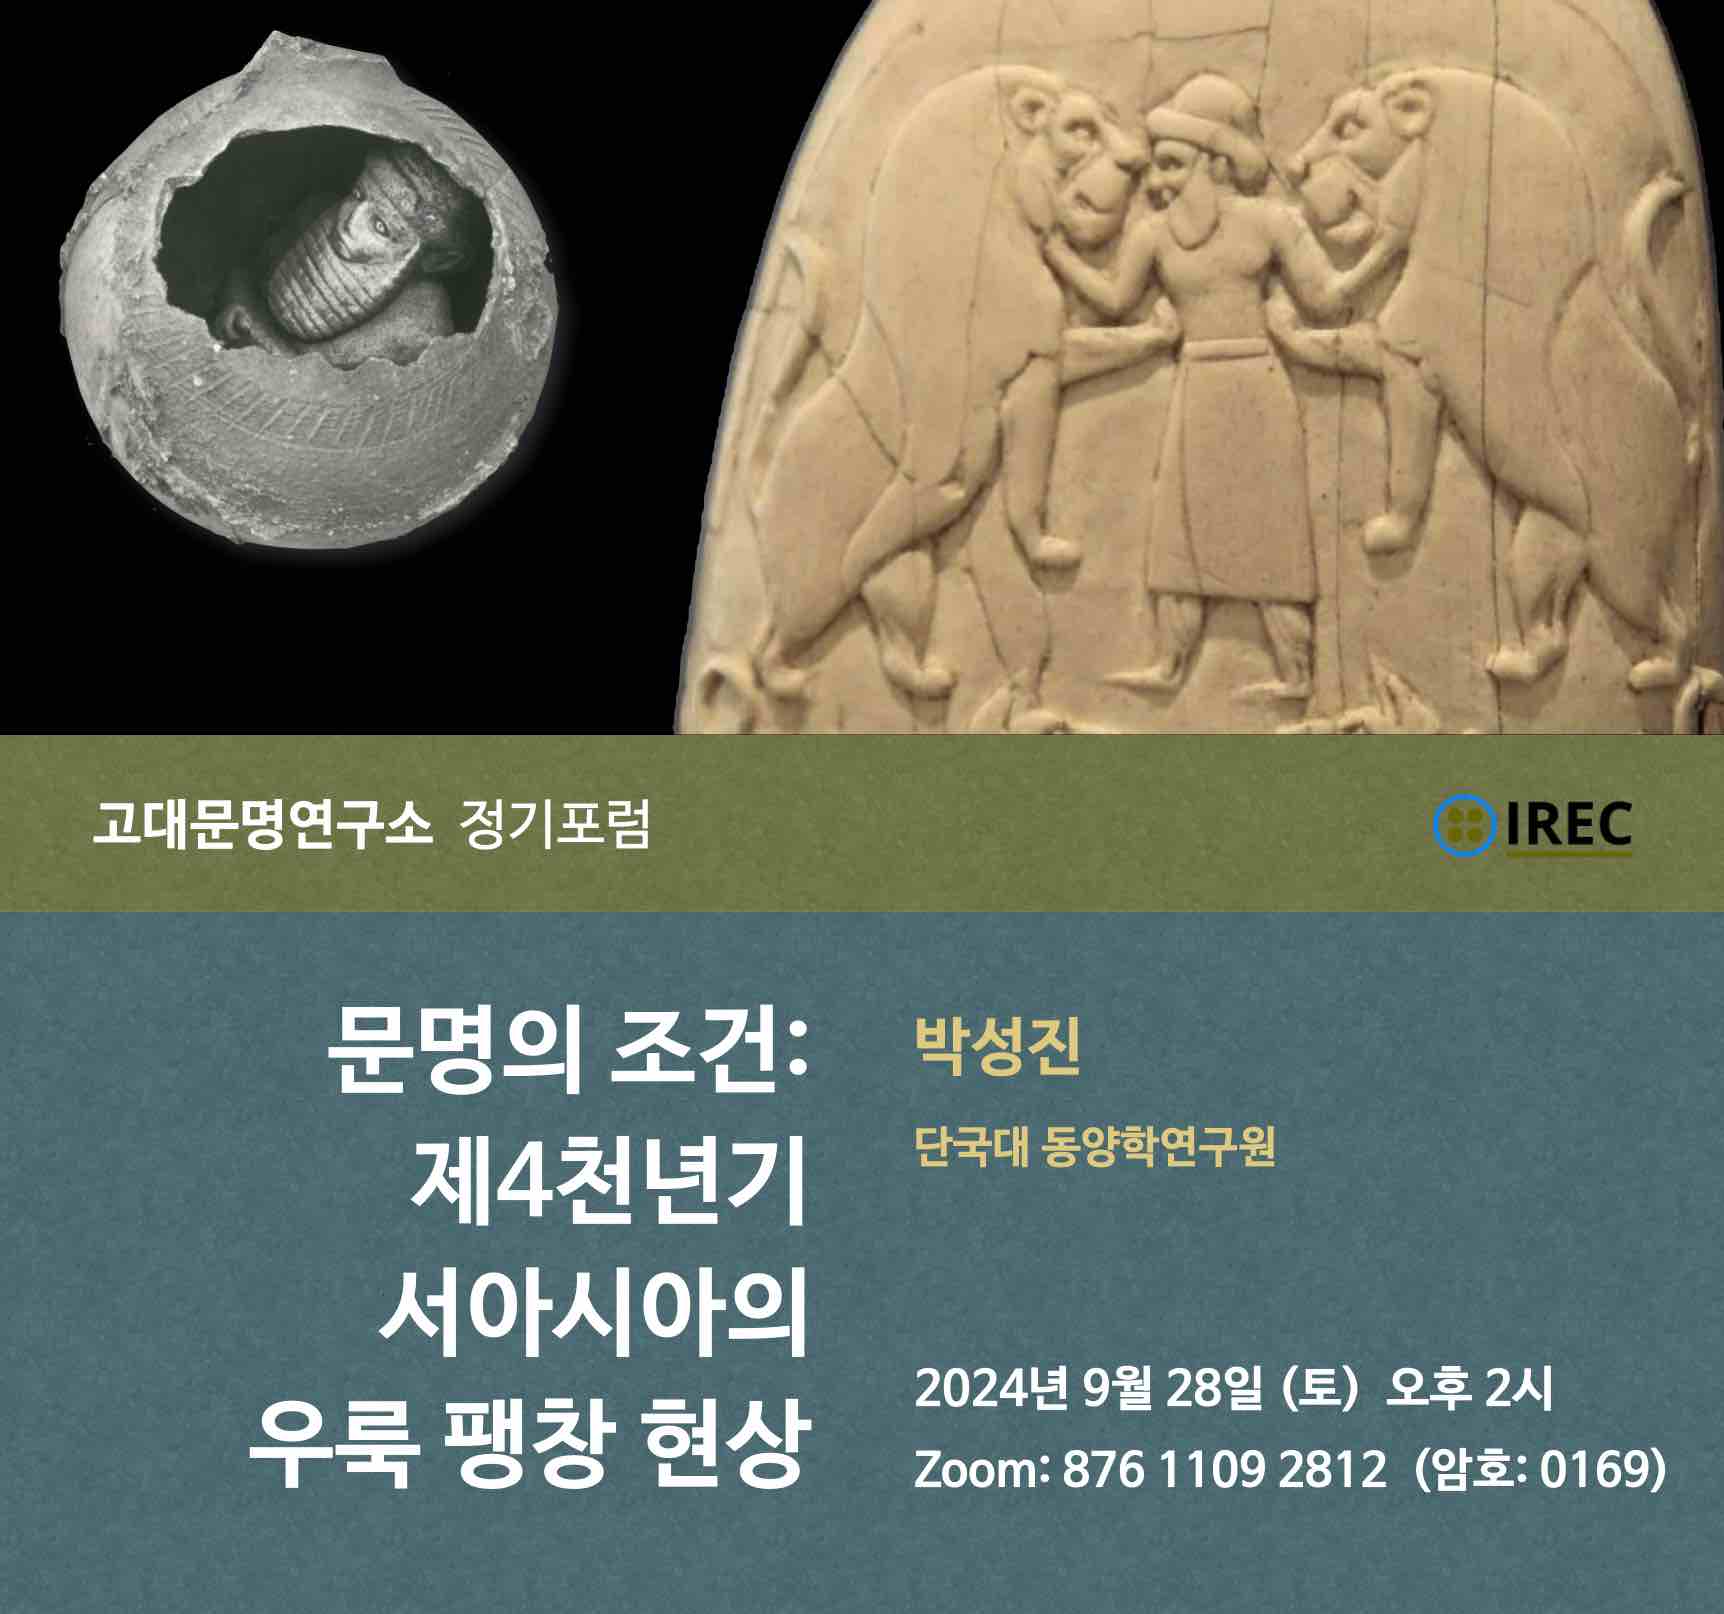 고대문명연구소 정기포럼
IREC
문명의 조건:
제4천년기
서아시아의
우룩 팽창 현상
박성진
단국대 동양학연구원
2024년 9월 28일 (토) 오후 2시
Zoom: 876 1109 2812 (암호: 0169)